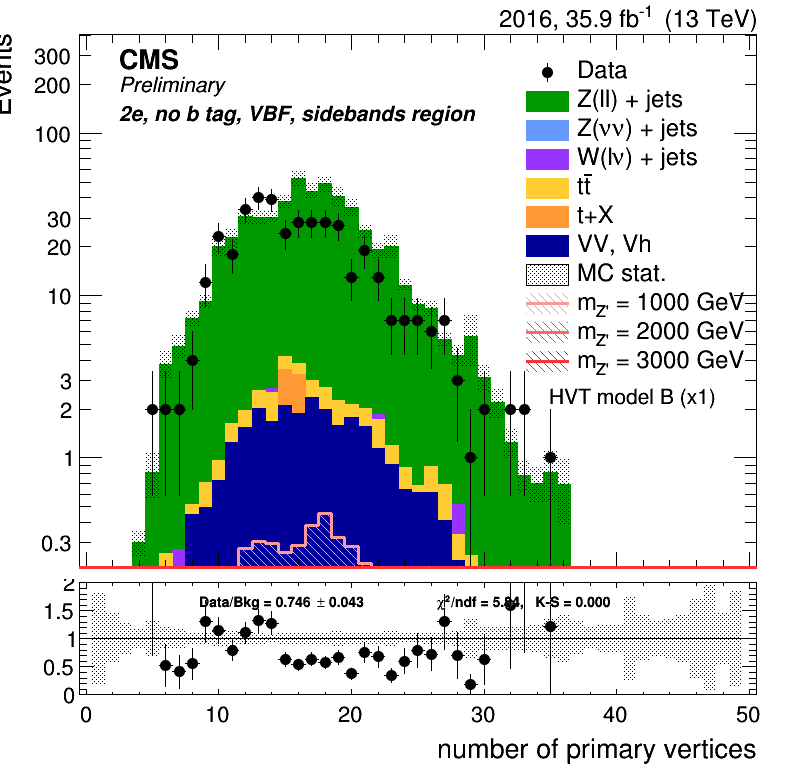 2016, 35.9 fb⁻¹ (13 TeV)
Events
CMS
Preliminary
2e, no b tag, VBF, sidebands region
Data
Z(ll) + jets
Z(νν) + jets
W(lν) + jets
tt̄
t+X
VV, Vh
MC stat.
m_Z' = 1000 GeV
m_Z' = 2000 GeV
m_Z' = 3000 GeV
HVT model B (x1)
300
200
100
30
20
10
3
2
1
0.3
Data/Bkg = 0.746 ± 0.043
χ²/ndf = 5.84, K-S = 0.000
2
1.5
1
0.5
0
0 10 20 30 40 50
number of primary vertices